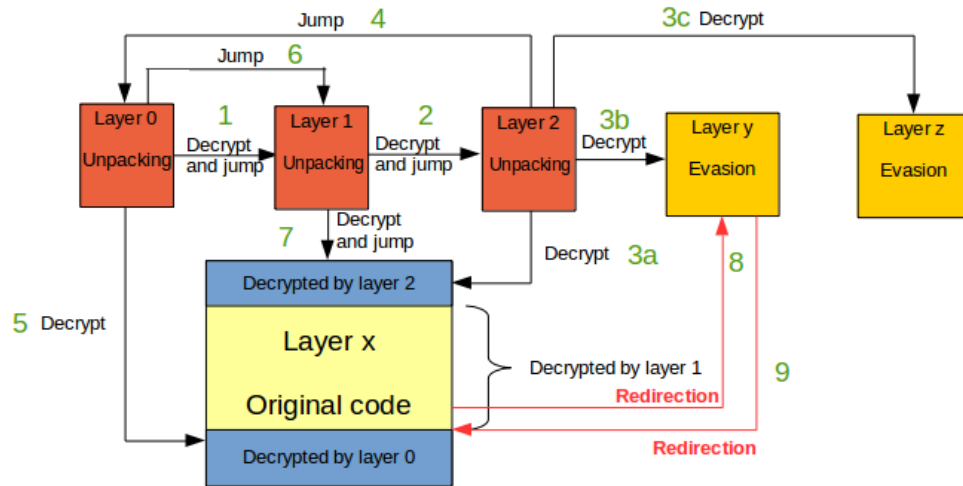 Jump 4
3c Decrypt
Jump 6
Layer 0
Unpacking
1
Decrypt
and jump
Layer 1
Unpacking
2
Decrypt
and jump
Layer 2
Unpacking
3b
Decrypt
Layer y
Evasion
Layer z
Evasion
7
Decrypt
and jump
Decrypt 3a
8
Decrypted by layer 2
5 Decrypt
Layer x
Original code
Decrypted by layer 1
9
Redirection
Redirection
Decrypted by layer 0